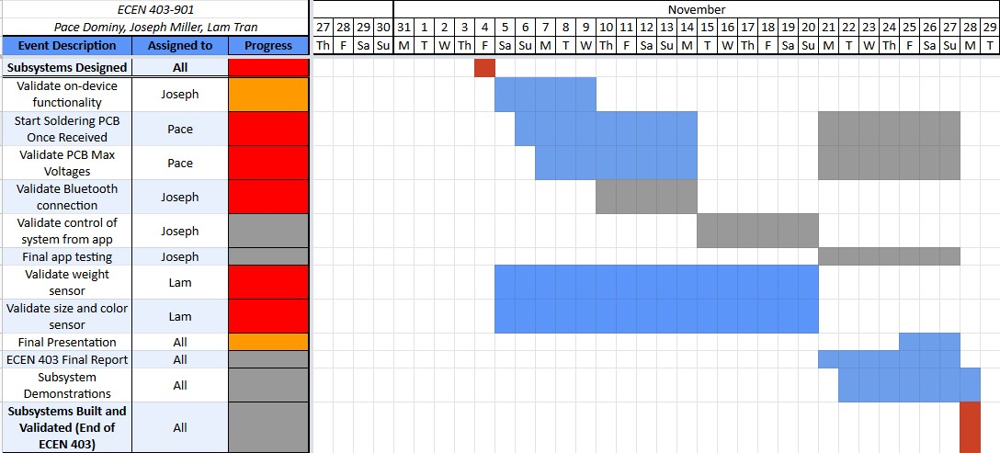 ECEN 403-901
November
Pace Dominy, Joseph Miller, Lam Tran
27 28 29 30 31 1 2 3 4 5 6 7 8 9 10 11 12 13 14 15 16 17 18 19 20 21 22 23 24 25 26 27 28 29
Event Description Assigned to Progress
Th F Sa Su M T W Th F Sa Su M T W Th F Sa Su M T W Th F Sa Su M T W Th F Sa Su M T
Subsystems Designed All
Validate on-device
functionality
Joseph
Start Soldering PCB
Once Received
Pace
Validate PCB Max
Voltages
Pace
Validate Bluetooth
connection
Joseph
Validate control of
system from app
Joseph
Final app testing Joseph
Validate weight
sensor
Lam
Validate size and color
sensor
Lam
Final Presentation All
ECEN 403 Final Report All
Subsystem
Demonstrations
All
Subsystems Built and
Validated (End of
ECEN 403)
All